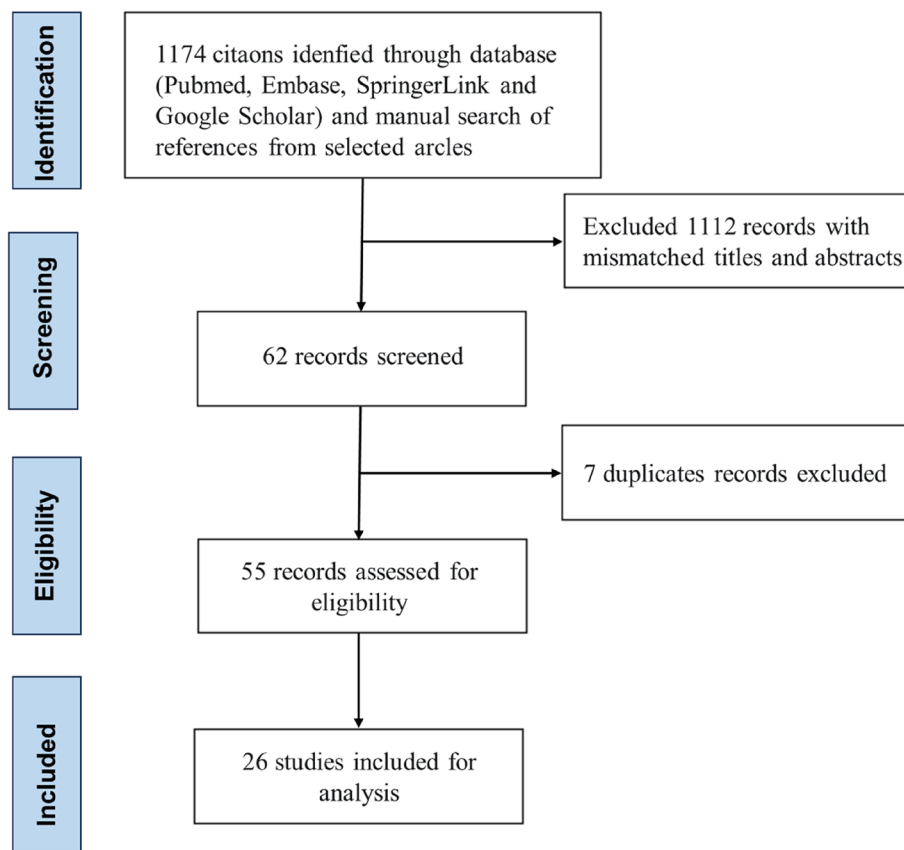 Identification
1174 citaons idenfied through database
(Pubmed, Embase, SpringerLink and
Google Scholar) and manual search of
references from selected arcles
Excluded 1112 records with
mismatched titles and abstracts
Screening
62 records screened
7 duplicates records excluded
Eligibility
55 records assessed for
eligibility
Included
26 studies included for
analysis